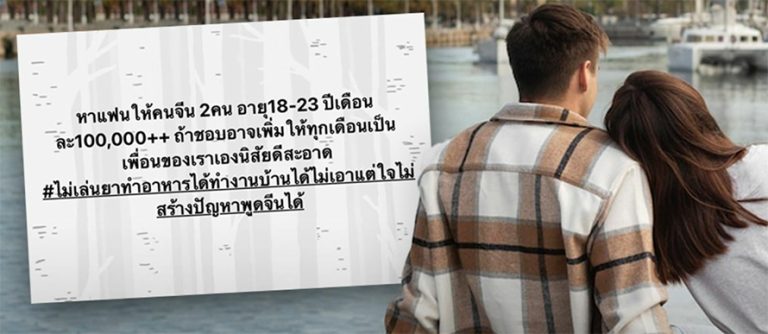 หาแฟนให้คนจีน 2คน อายุ18-23 ปีเดือน
ละ100,000++ ถ้าชอบอาจเพิ่มให้ทุกเดือนเป็น
เพื่อนของเราเองนิสัยดีสะอาด
#ไม่เล่นยาทำอาหารได้ทำงานบ้านได้ไม่เอาแต่ใจไม่
สร้างปัญหาพูดจีนได้